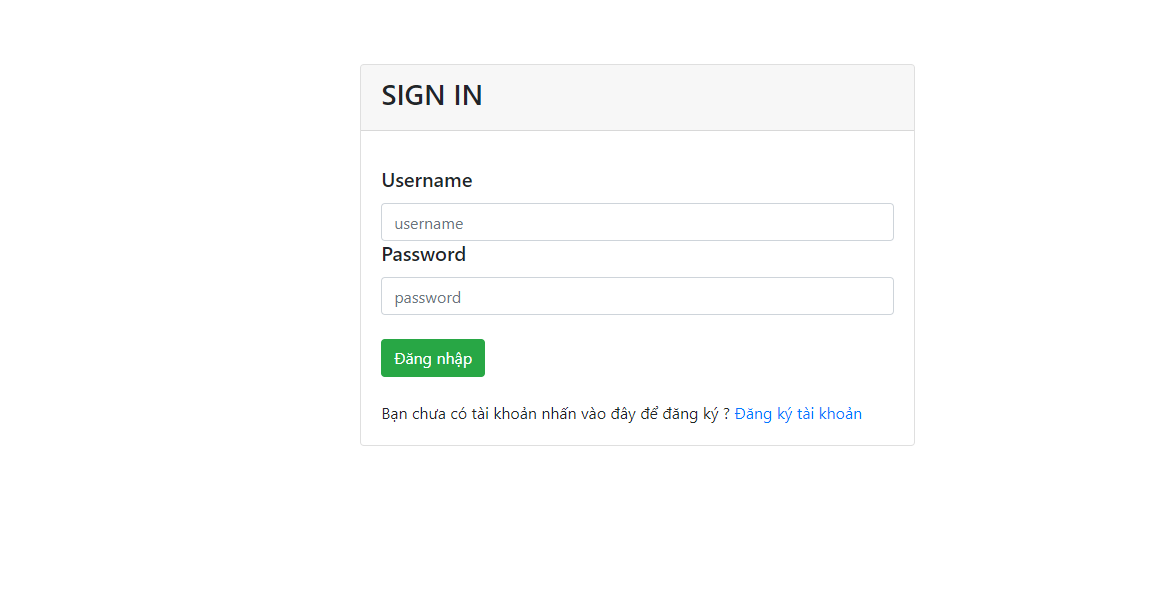 SIGN IN
Username
username
Password
password
Đăng nhập
Bạn chưa có tài khoản nhấn vào đây để đăng ký ? Đăng ký tài khoản